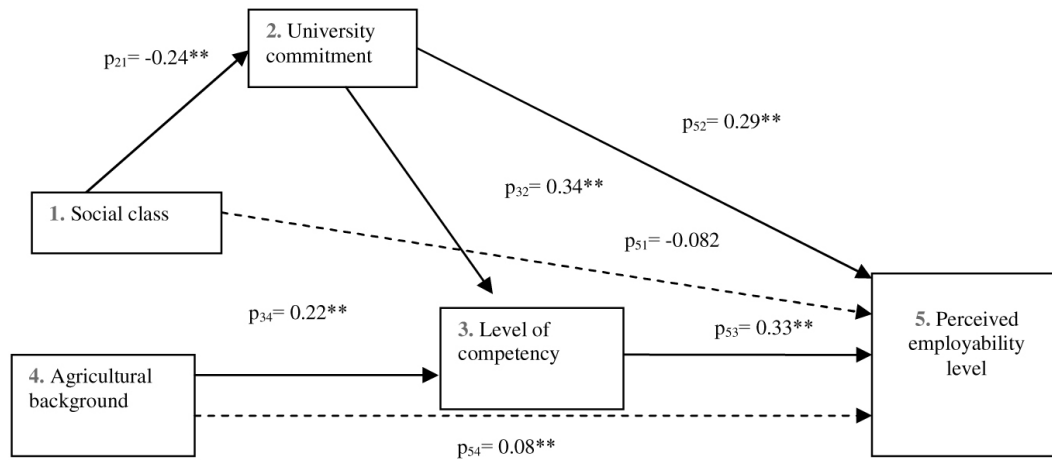 2. University
commitment
p21= -0.24**
p52= 0.29**
p32= 0.34**
1. Social class
p51= -0.082
p34= 0.22**
3. Level of
competency
p53= 0.33**
5. Perceived
employability
level
4. Agricultural
background
p54= 0.08**